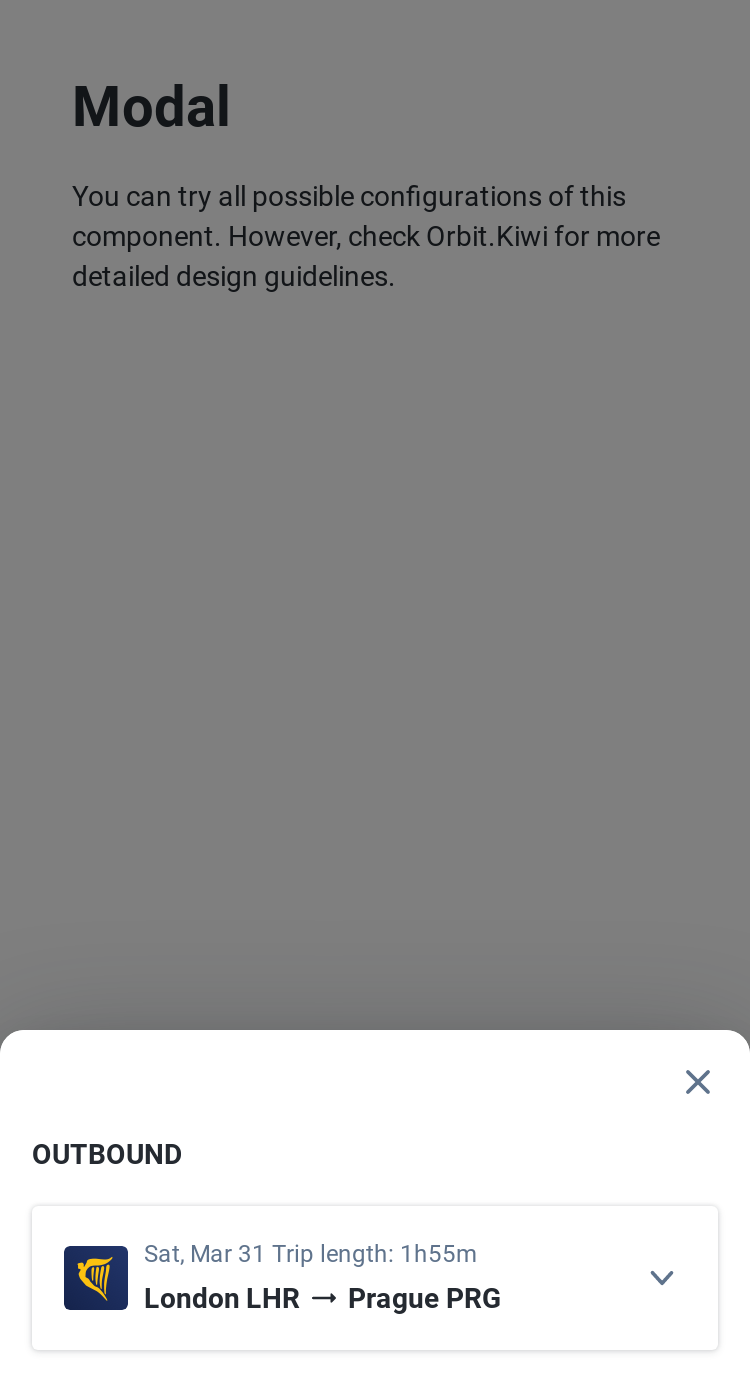 Modal
You can try all possible configurations of this
component. However, check Orbit.Kiwi for more
detailed design guidelines.
OUTBOUND
Sat, Mar 31 Trip length: 1h55m
London LHR → Prague PRG